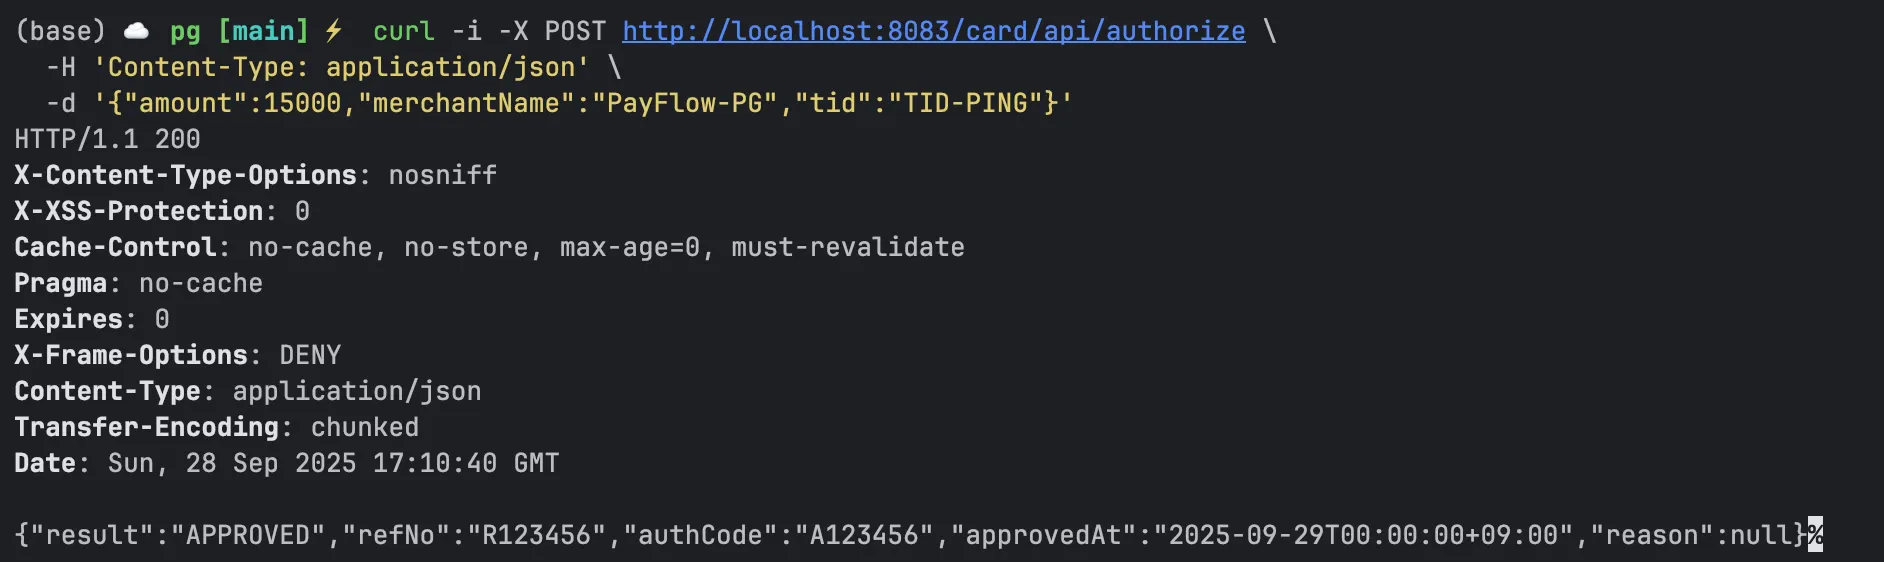 (base) ☁️ pg [main] ⚡ curl -i -X POST http://localhost:8083/card/api/authorize \
  -H 'Content-Type: application/json' \
  -d '{"amount":15000,"merchantName":"PayFlow-PG","tid":"TID-PING"}'
HTTP/1.1 200
X-Content-Type-Options: nosniff
X-XSS-Protection: 0
Cache-Control: no-cache, no-store, max-age=0, must-revalidate
Pragma: no-cache
Expires: 0
X-Frame-Options: DENY
Content-Type: application/json
Transfer-Encoding: chunked
Date: Sun, 28 Sep 2025 17:10:40 GMT

{"result":"APPROVED","refNo":"R123456","authCode":"A123456","approvedAt":"2025-09-29T00:00:00+09:00","reason":null}%